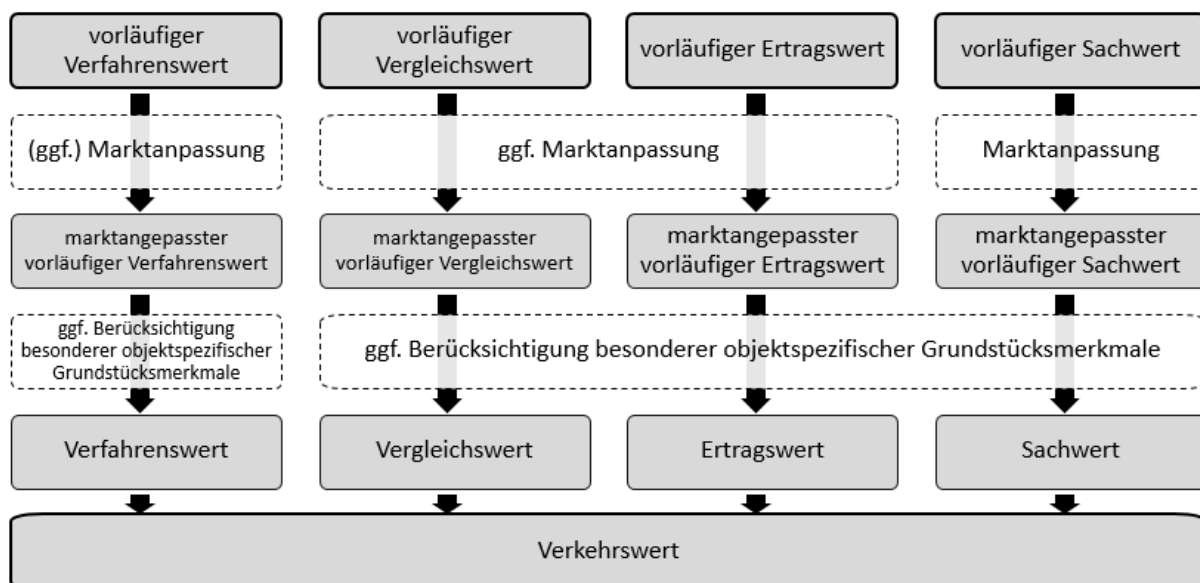 vorläufiger
Verfahrenswert
vorläufiger
Vergleichswert
vorläufiger Ertragswert
vorläufiger Sachwert
(ggf.) Marktanpassung
ggf. Marktanpassung
Marktanpassung
marktangepasster
vorläufiger Verfahrenswert
marktangepasster
vorläufiger Vergleichswert
marktangepasster
vorläufiger Ertragswert
marktangepasster
vorläufiger Sachwert
ggf. Berücksichtigung
besonderer objektspezifischer
Grundstücksmerkmale
ggf. Berücksichtigung besonderer objektspezifischer Grundstücksmerkmale
Verfahrenswert
Vergleichswert
Ertragswert
Sachwert
Verkehrswert